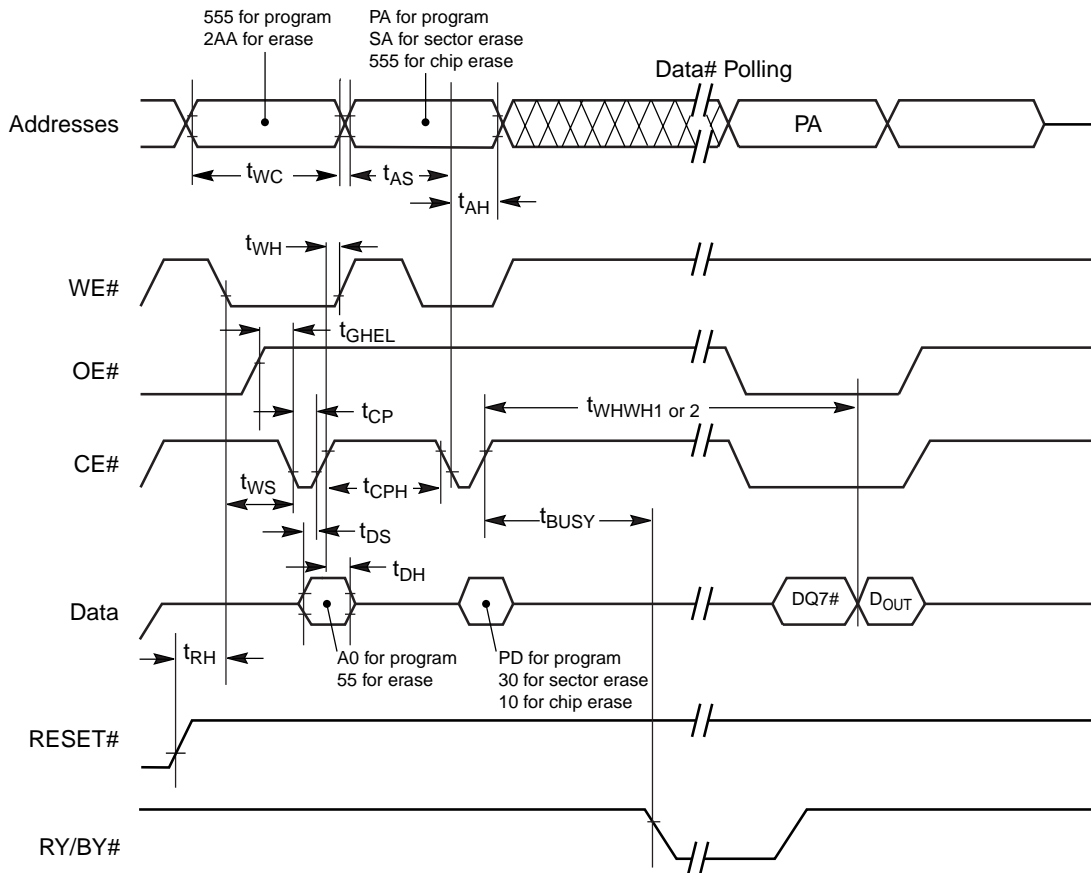 555 for program
2AA for erase
PA for program
SA for sector erase
555 for chip erase
Data# Polling
Addresses
PA
tWC
tAS
tAH
tWH
WE#
tGHEL
OE#
tWHWH1 or 2
tCP
CE#
tWS
tCPH
tBUSY
tDS
tDH
Data
DQ7#
DOUT
tRH
A0 for program
55 for erase
PD for program
30 for sector erase
10 for chip erase
RESET#
RY/BY#